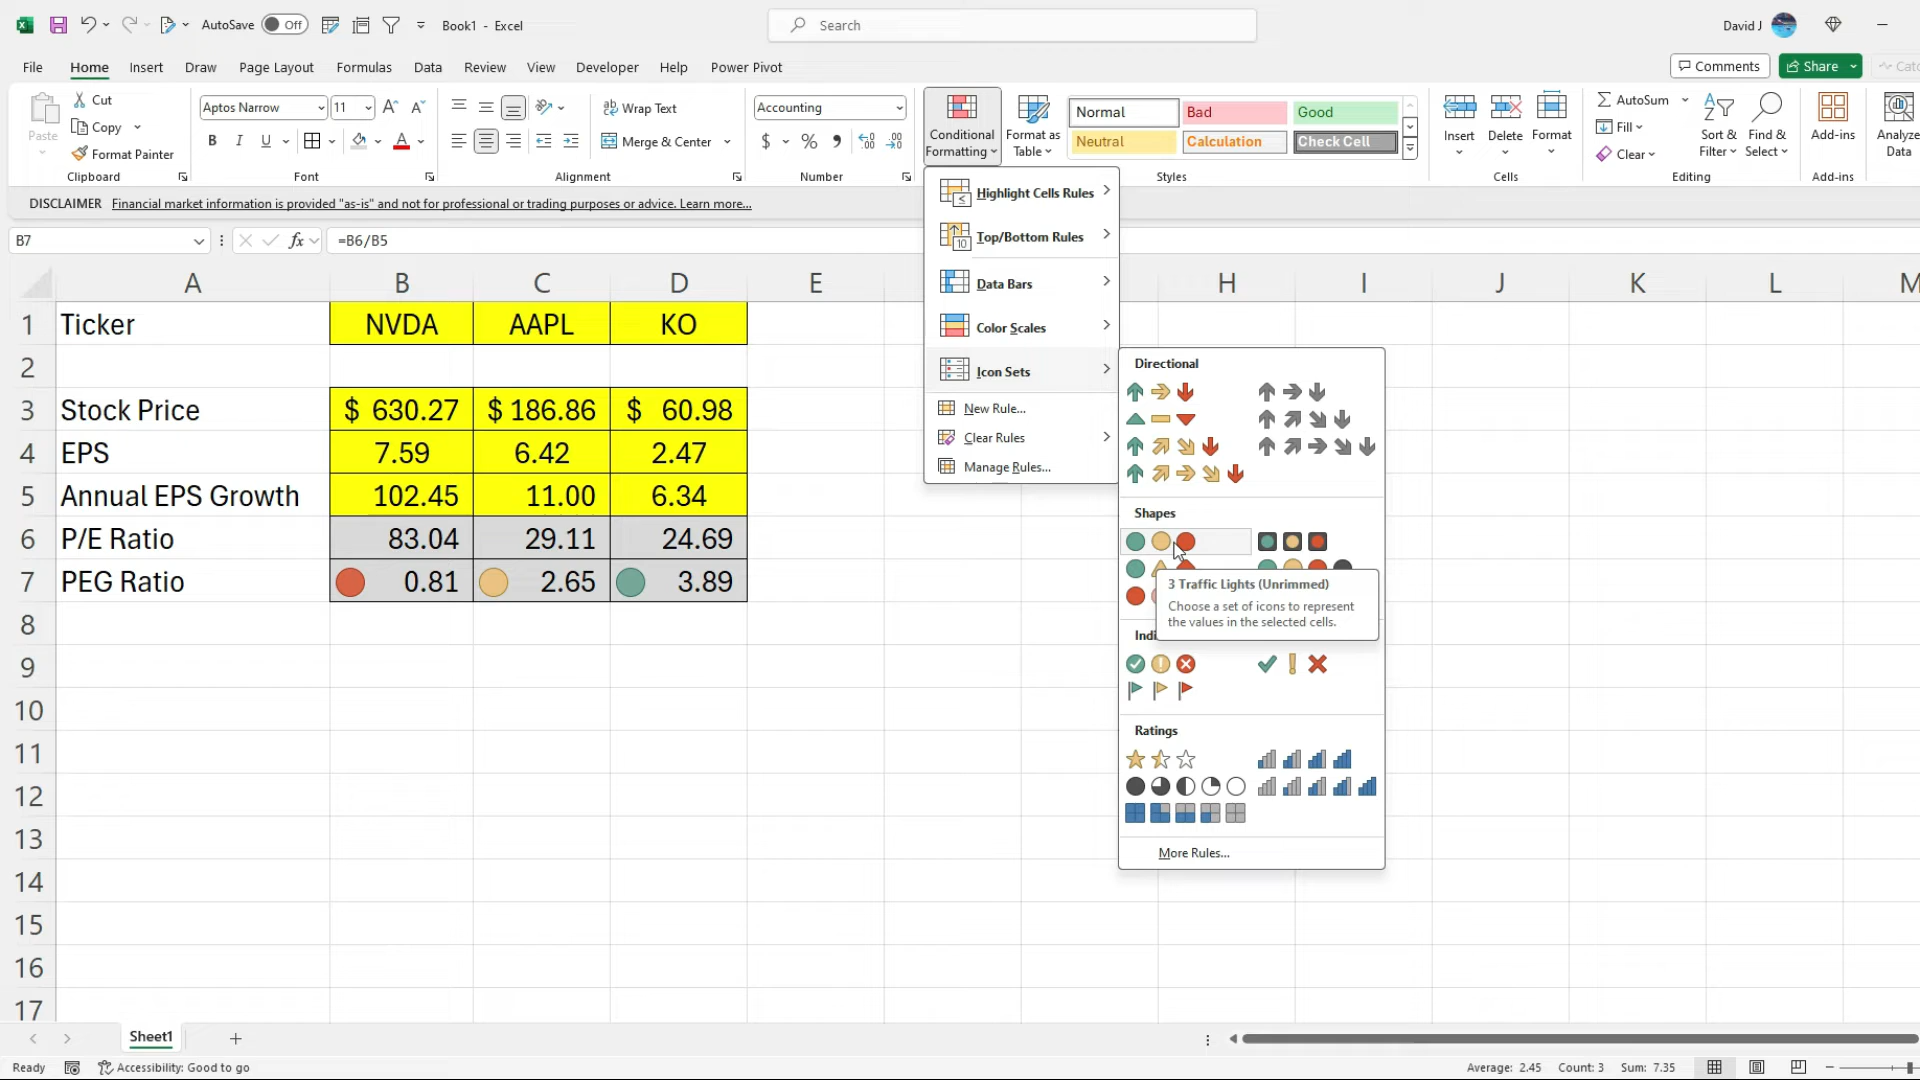 AutoSave Off Book1 - Excel Search David J
File Home Insert Draw Page Layout Formulas Data Review View Developer Help Power Pivot Comments Share
Paste Cut Copy Format Painter Clipboard
Aptos Narrow 11 B I U Font
Wrap Text Merge & Center Alignment
Accounting $ % Number
Conditional Formatting Format as Table
Normal Bad Good
Neutral Calculation Check Cell
Styles
Insert Delete Format Cells
AutoSum Fill Clear Sort & Filter Find & Select Editing
Add-ins Add-ins
Analyze Data
DISCLAIMER Financial market information is provided "as-is" and not for professional or trading purposes or advice. Learn more...
B7 fx =B6/B5
A B C D E H I J K L M
1 Ticker NVDA AAPL KO
2
3 Stock Price $ 630.27 $ 186.86 $ 60.98
4 EPS 7.59 6.42 2.47
5 Annual EPS Growth 102.45 11.00 6.34
6 P/E Ratio 83.04 29.11 24.69
7 PEG Ratio 0.81 2.65 3.89
8
9
10
11
12
13
14
15
16
17
Highlight Cells Rules
Top/Bottom Rules
Data Bars
Color Scales
Icon Sets
New Rule...
Clear Rules
Manage Rules...
Directional
Shapes
3 Traffic Lights (Unrimmed)
Choose a set of icons to represent
the values in the selected cells.
Ratings
More Rules...
Sheet1
Ready Accessibility: Good to go Average: 2.45 Count: 3 Sum: 7.35